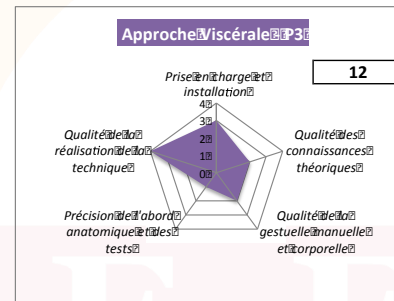 Approche Viscérale P3
12
Prise en charge et
installation
4
3
2
1
0
Qualité des
connaissances
théoriques
Qualité de la
gestuelle manuelle
et corporelle
Précision de l'abord
anatomique et des
tests
Qualité de la
réalisation de la
technique